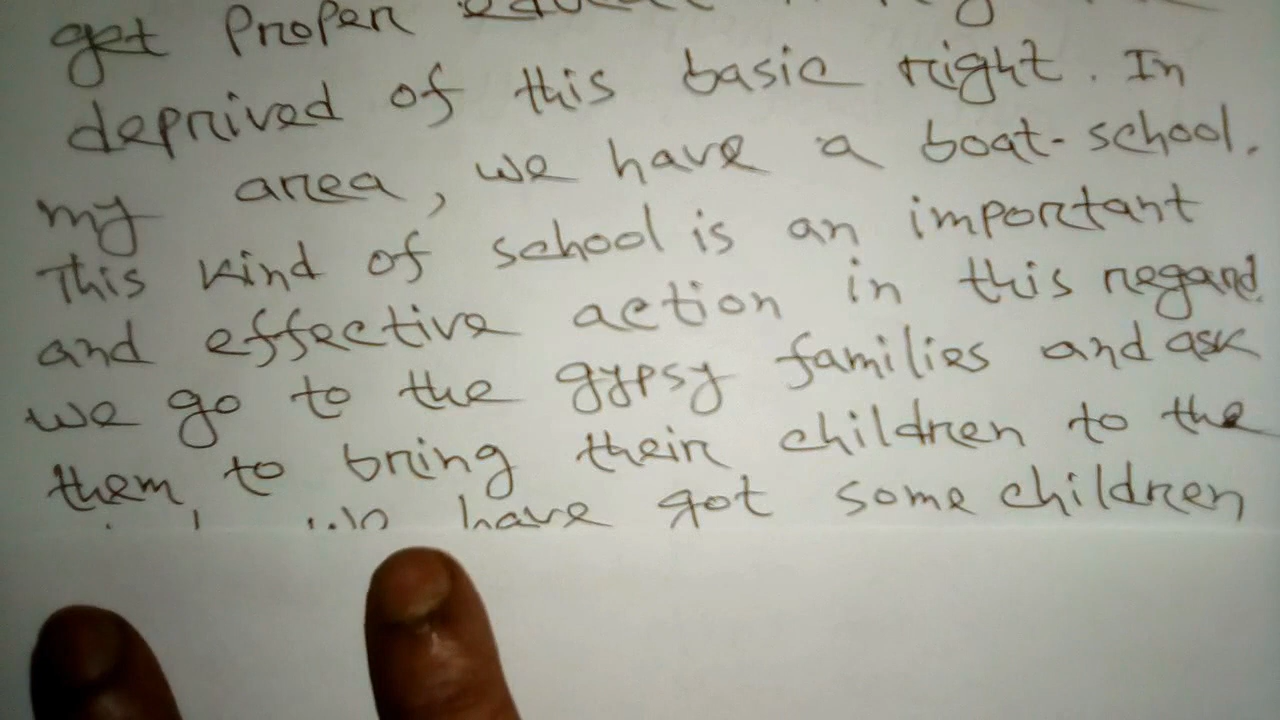 get Proper
deprived of this basic right. In
my area, we have a boat-school.
This kind of school is an important
and effective action in this regard.
we go to the gypsy families and ask
them to bring their children to the
have got some children